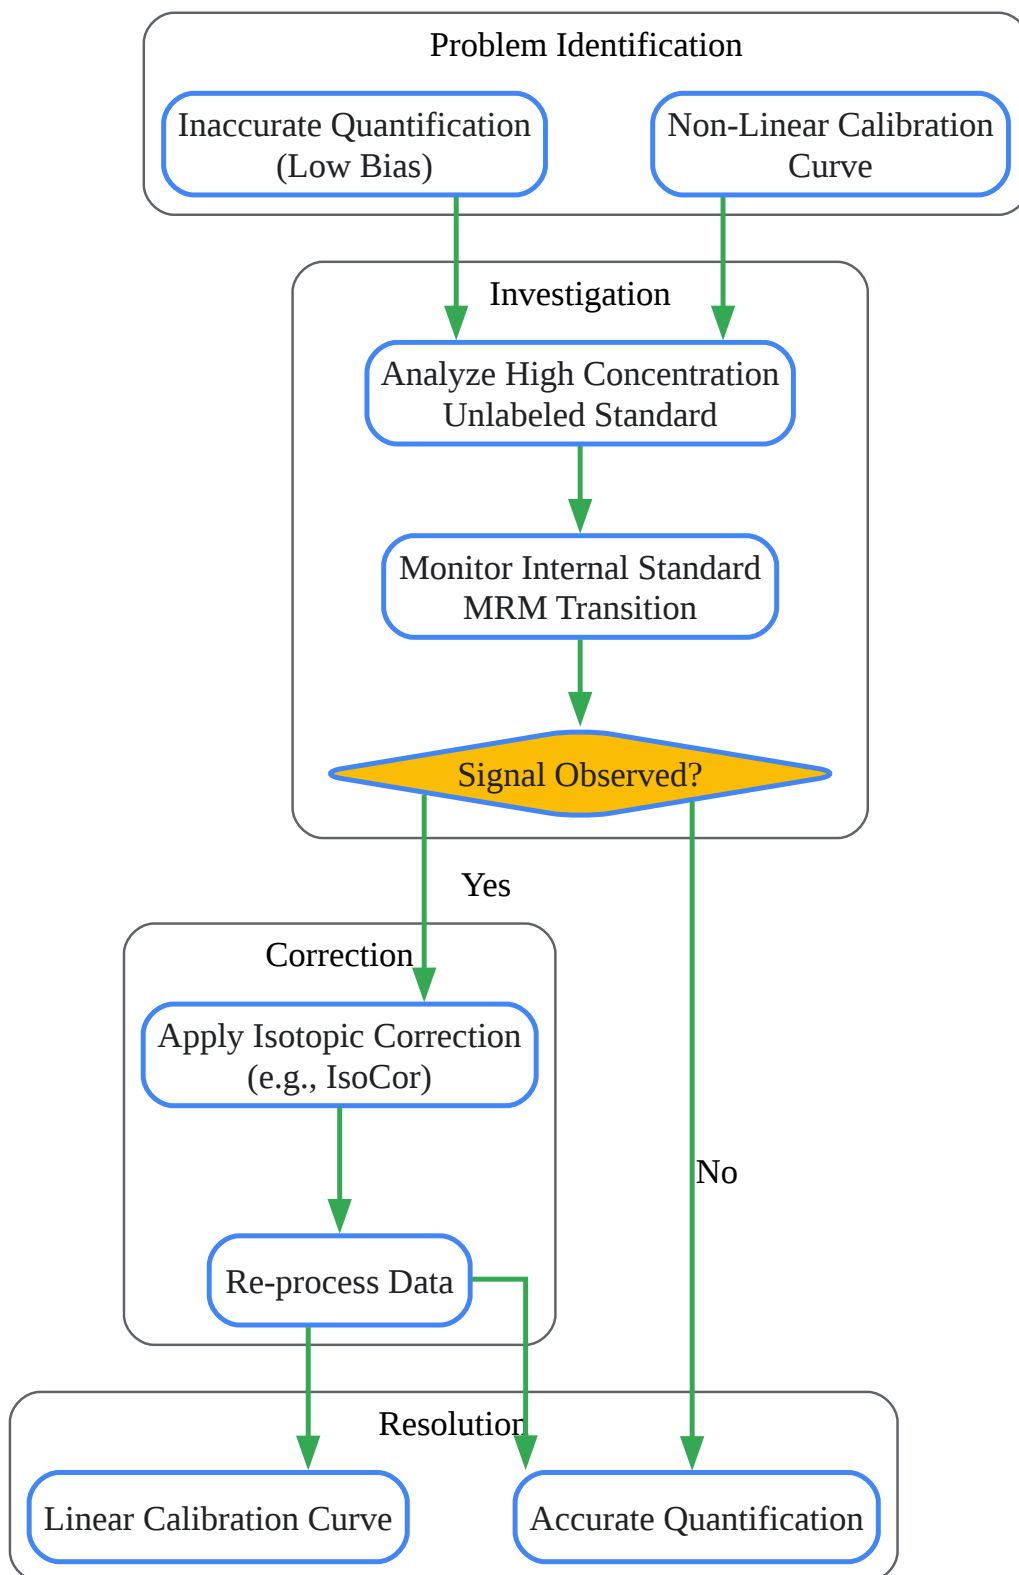 Problem Identification
Inaccurate Quantification
(Low Bias)
Non-Linear Calibration
Curve
Investigation
Analyze High Concentration
Unlabeled Standard
Monitor Internal Standard
MRM Transition
Signal Observed?
Yes
Correction
Apply Isotopic Correction
(e.g., IsoCor)
No
Re-process Data
Resolution
Linear Calibration Curve
Accurate Quantification